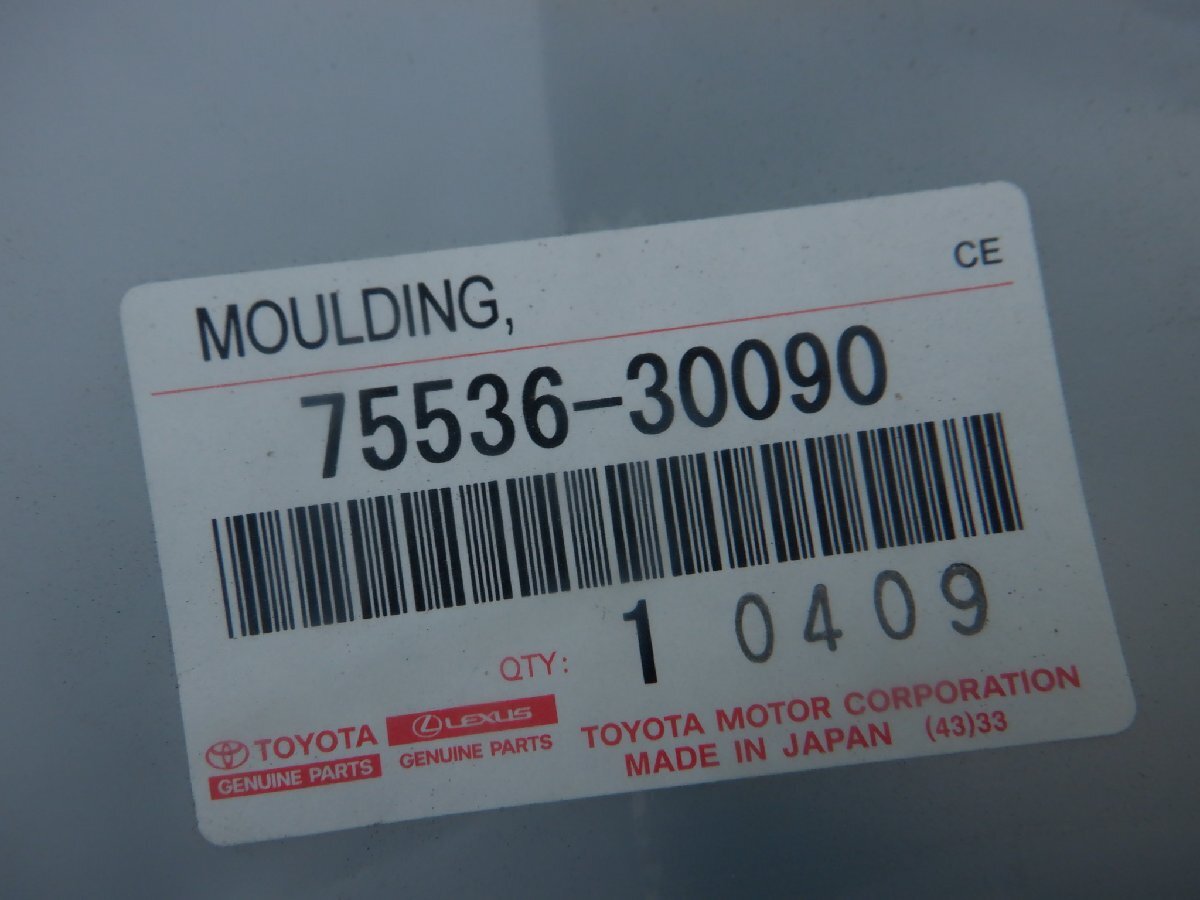 CE
MOULDING,
75536-30090
QTY: 1 0409
TOYOTA
GENUINE PARTS
LEXUS
GENUINE PARTS
TOYOTA MOTOR CORPORATION
MADE IN JAPAN (43)33